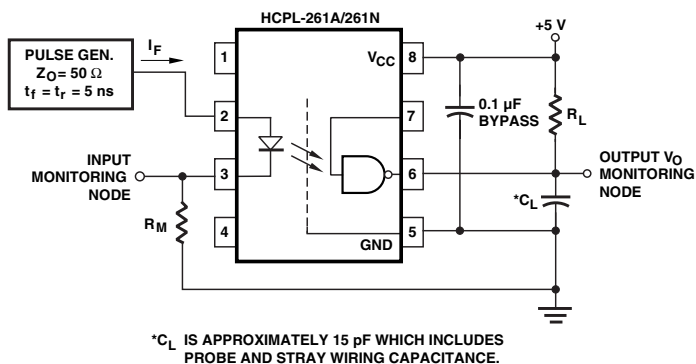 HCPL-261A/261N
+5 V
PULSE GEN.
Z_O = 50 Ω
t_f = t_r = 5 ns
I_F
1
V_CC
8
0.1 µF
BYPASS
R_L
2
7
INPUT
MONITORING
NODE
3
6
OUTPUT V_O
MONITORING
NODE
*C_L
R_M
4
GND
5
*C_L IS APPROXIMATELY 15 pF WHICH INCLUDES
PROBE AND STRAY WIRING CAPACITANCE.